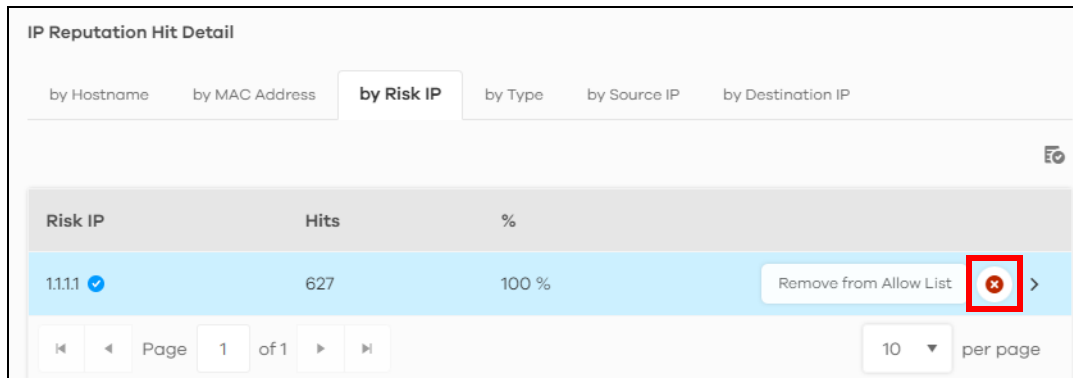 IP Reputation Hit Detail
by Hostname by MAC Address by Risk IP by Type by Source IP by Destination IP
Risk IP Hits %
1.1.1.1 627 100 % Remove from Allow List
Page 1 of 1 10 per page